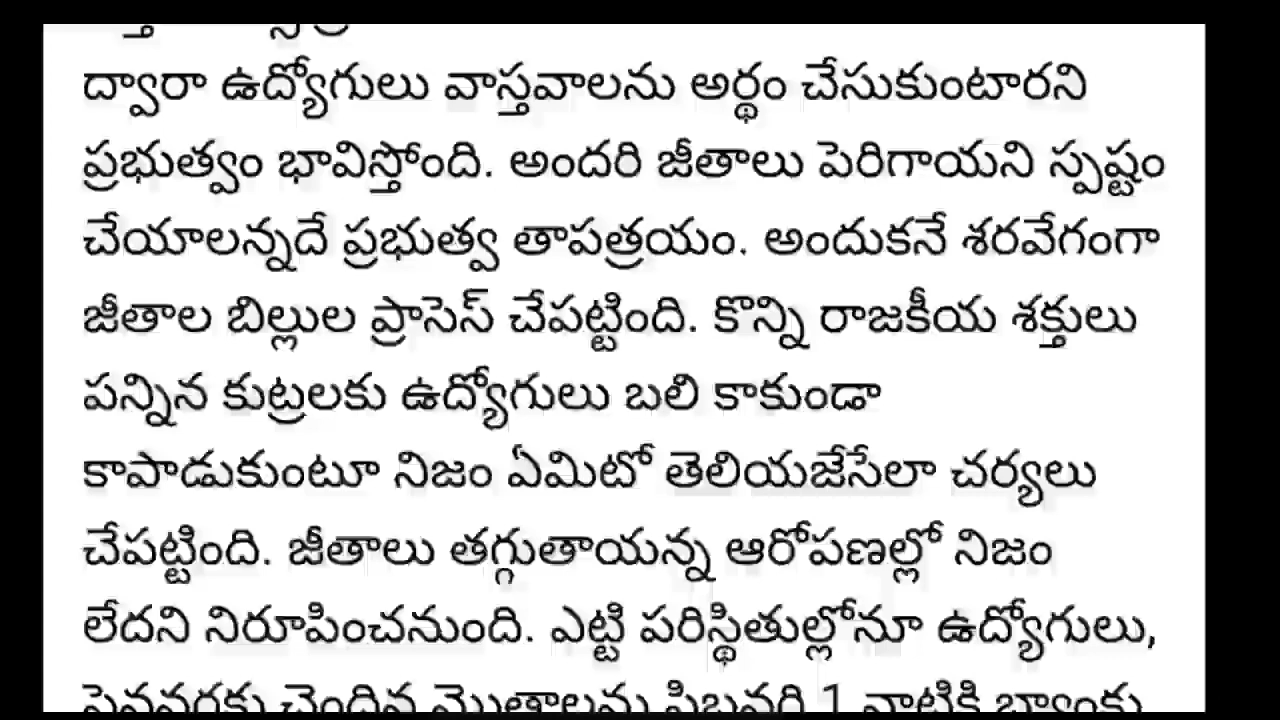 ద్వారా ఉద్యోగులు వాస్తవాలను అర్థం చేసుకుంటారని
ప్రభుత్వం భావిస్తోంది. అందరి జీతాలు పెరిగాయని స్పష్టం
చేయాలన్నదే ప్రభుత్వ తాపత్రయం. అందుకనే శరవేగంగా
జీతాల బిల్లుల ప్రాసెస్ చేపట్టింది. కొన్ని రాజకీయ శక్తులు
పన్నిన కుట్రలకు ఉద్యోగులు బలి కాకుండా
కాపాడుకుంటూ నిజం ఏమిటో తెలియజేసేలా చర్యలు
చేపట్టింది. జీతాలు తగ్గుతాయన్న ఆరోపణల్లో నిజం
లేదని నిరూపించనుంది. ఎట్టి పరిస్థితుల్లోనూ ఉద్యోగులు,